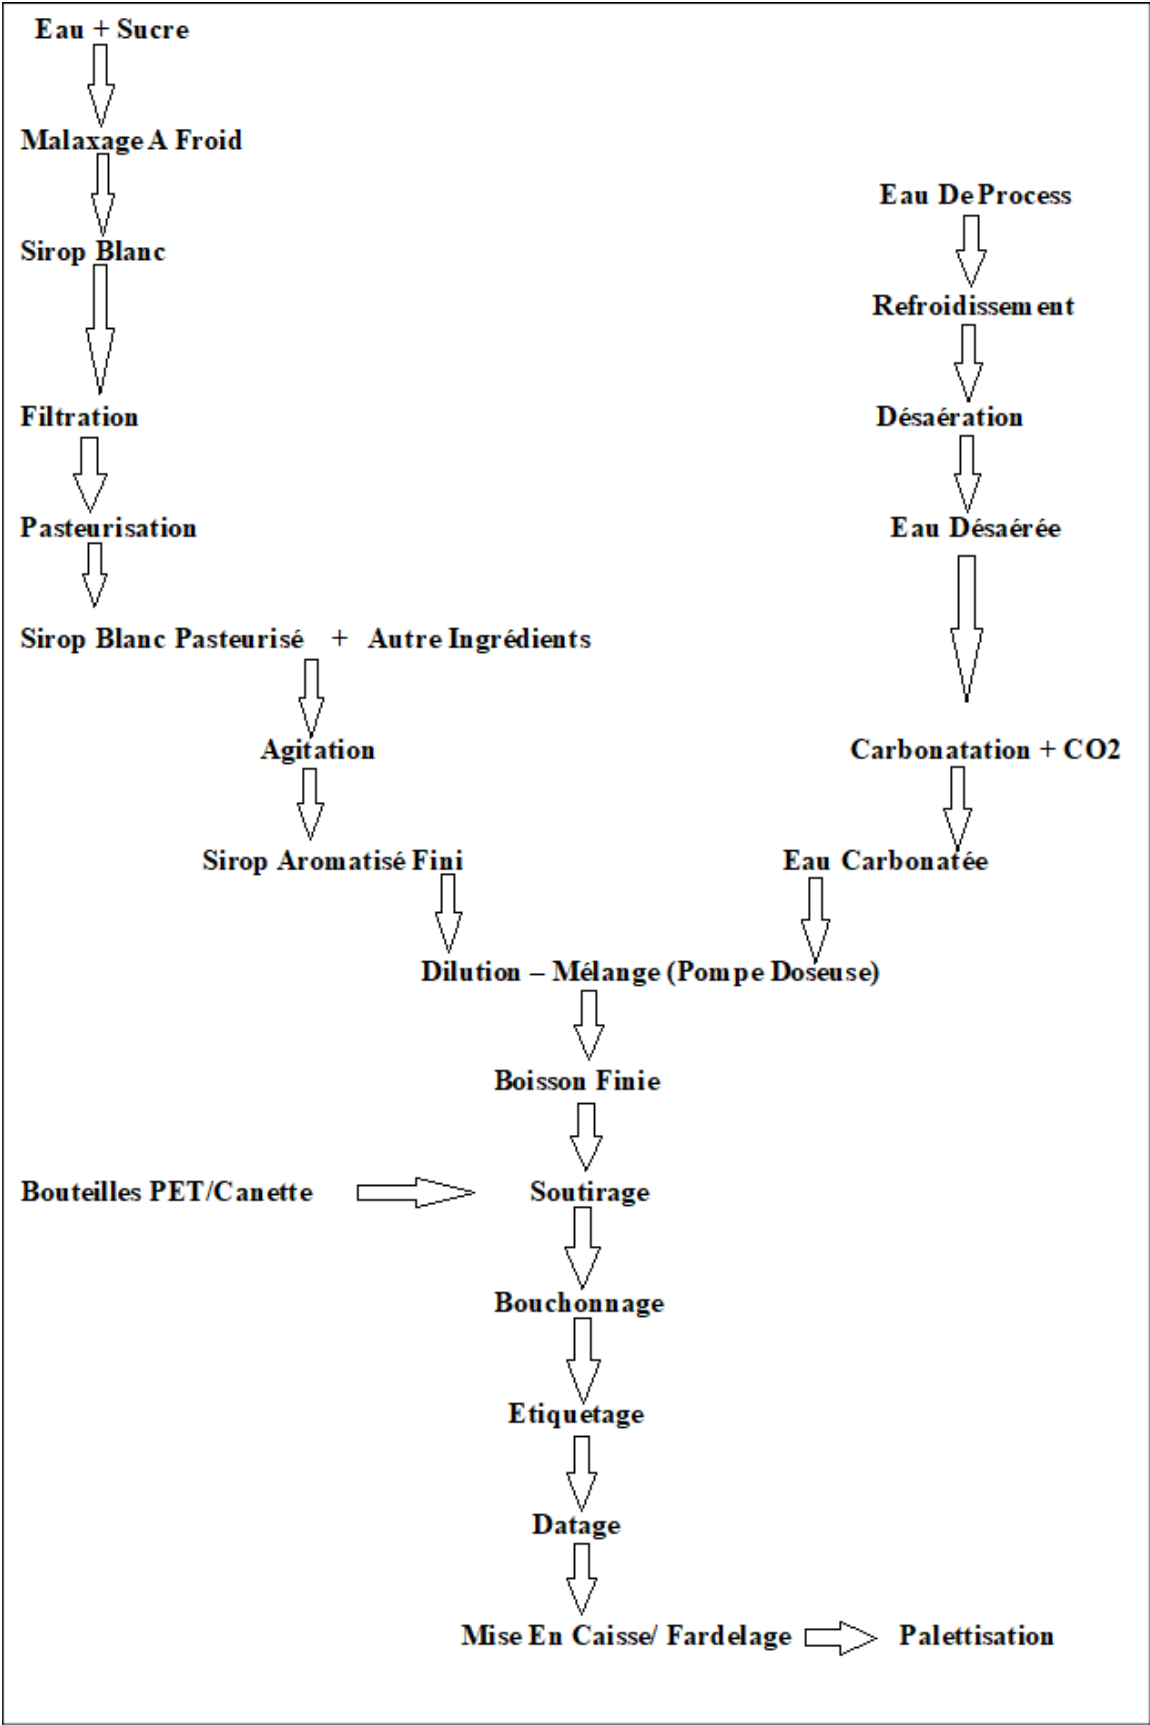 Eau + Sucre
Malaxage A Froid
Eau De Process
Sirop Blanc
Refroidissement
Filtration
Désaération
Pasteurisation
Eau Désaérée
Sirop Blanc Pasteurisé + Autre Ingrédients
Agitation
Carbonatation + CO2
Sirop Aromatisé Fini
Eau Carbonatée
Dilution – Mélange (Pompe Doseuse)
Boisson Finie
Bouteilles PET/Canette
Soutirage
Bouchonnage
Etiquetage
Datage
Mise En Caisse/ Fardelage
Palettisation